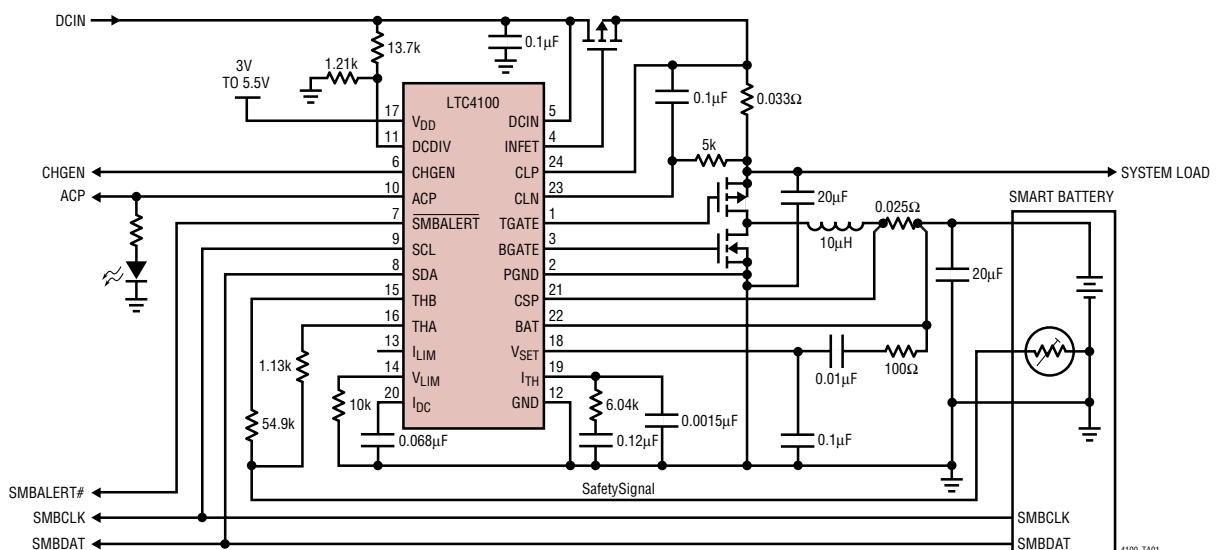 DCIN
0.1μF
13.7k
1.21k
3V
TO 5.5V
LTC4100
17
VDD
11
DCDIV
6
CHGEN
10
ACP
7
SMBALERT
9
SCL
8
SDA
15
THB
16
THA
13
ILIM
14
VLIM
20
IDC
5
DCIN
4
INFET
24
CLP
23
CLN
1
TGATE
3
BGATE
2
PGND
21
CSP
22
BAT
18
VSET
19
ITH
12
GND
CHGEN
ACP
0.1μF
0.033Ω
5k
SYSTEM LOAD
20μF
0.025Ω
SMART BATTERY
10μH
20μF
1.13k
54.9k
10k
0.068μF
6.04k
0.12μF
0.0015μF
0.01μF
100Ω
0.1μF
SafetySignal
SMBALERT#
SMBCLK
SMBCLK
SMBDAT
SMBDAT
4100 TA01